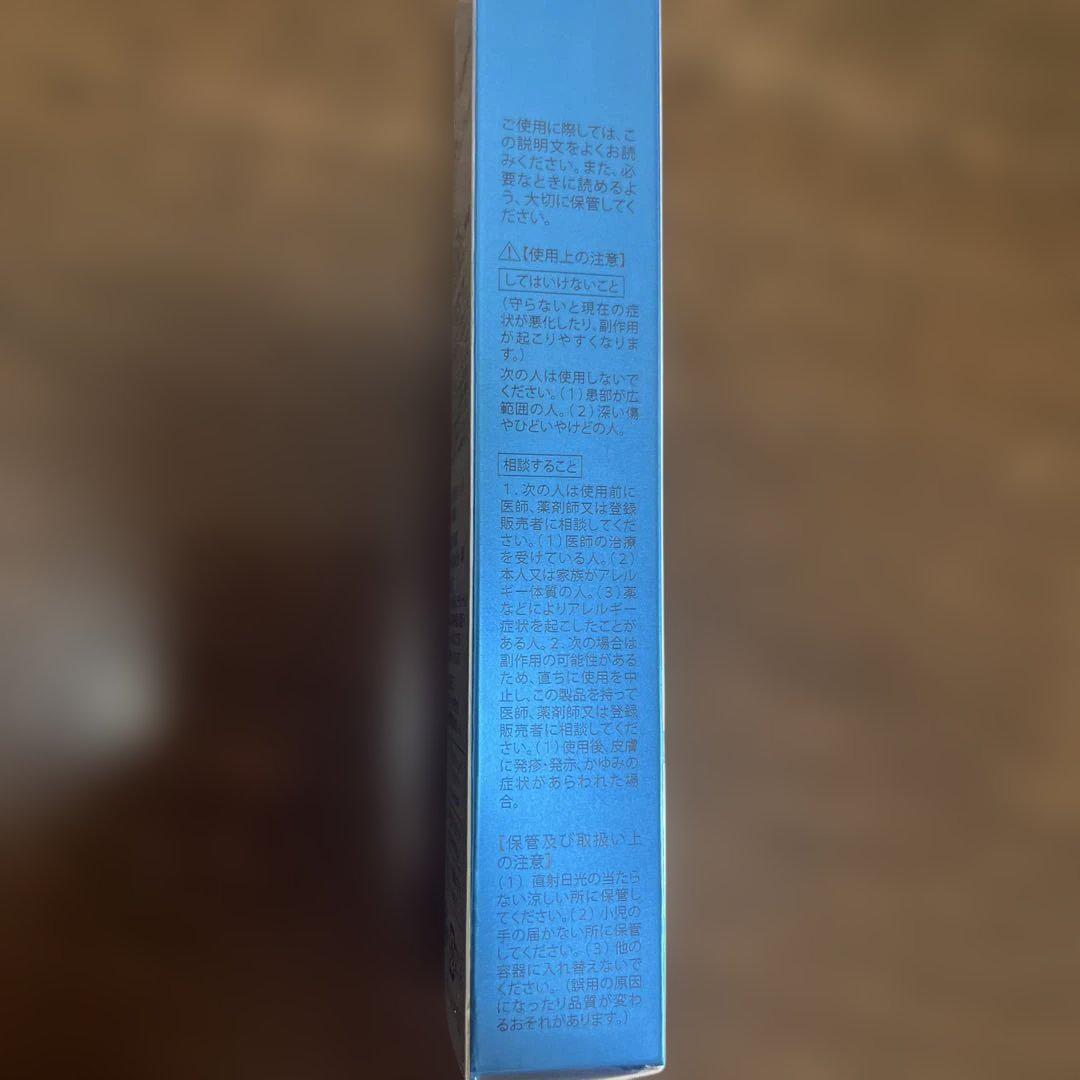 ご使用に際しては、こ
の説明文をよくお読
みください。また、必
要なときに読めるよ
う、大切に保管してく
ださい。
⚠【使用上の注意】
してはいけないこと
(守らないと現在の症
状が悪化したり、副作用
が起こりやすくなりま
す。)
次の人は使用しないで
ください。(1)患部が広
範囲の人。(2)深い傷
やひどいやけどの人。
相談すること
1.次の人は使用前に
医師、薬剤師又は登録
販売者に相談してくだ
さい。(1)医師の治療
を受けている人。(2)
本人又は家族がアレル
ギー体質の人。(3)薬
などによりアレルギー
症状を起こしたことが
ある人。2.次の場合は
副作用の可能性がある
ため、直ちに使用を中
止し、この製品を持って
医師、薬剤師又は登録
販売者に相談してくだ
さい。(1)使用後、皮膚
に発疹・発赤、かゆみの
症状があらわれた場
合。
【保管及び取扱い上
の注意】
(1) 直射日光の当たら
ない涼しい所に保管し
てください。(2) 小児の
手の届かない所に保管
してください。(3) 他の
容器に入れ替えないで
ください。(誤用の原因
になったり品質が変わ
るおそれがあります。)